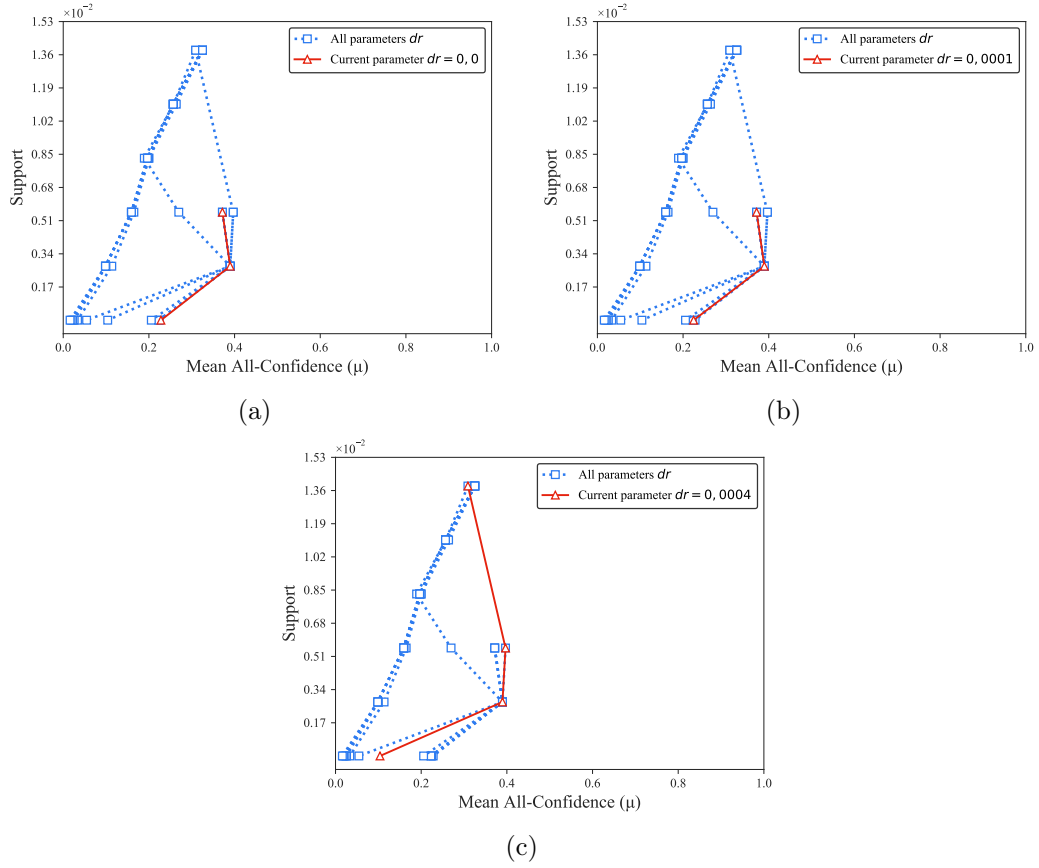 ×10⁻²
1.53
1.36
1.19
1.02
0.85
0.68
0.51
0.34
0.17
Support
All parameters dr
Current parameter dr = 0, 0
0.0 0.2 0.4 0.6 0.8 1.0
Mean All-Confidence (μ)
(a)
×10⁻²
1.53
1.36
1.19
1.02
0.85
0.68
0.51
0.34
0.17
Support
All parameters dr
Current parameter dr = 0, 0001
0.0 0.2 0.4 0.6 0.8 1.0
Mean All-Confidence (μ)
(b)
×10⁻²
1.53
1.36
1.19
1.02
0.85
0.68
0.51
0.34
0.17
Support
All parameters dr
Current parameter dr = 0, 0004
0.0 0.2 0.4 0.6 0.8 1.0
Mean All-Confidence (μ)
(c)